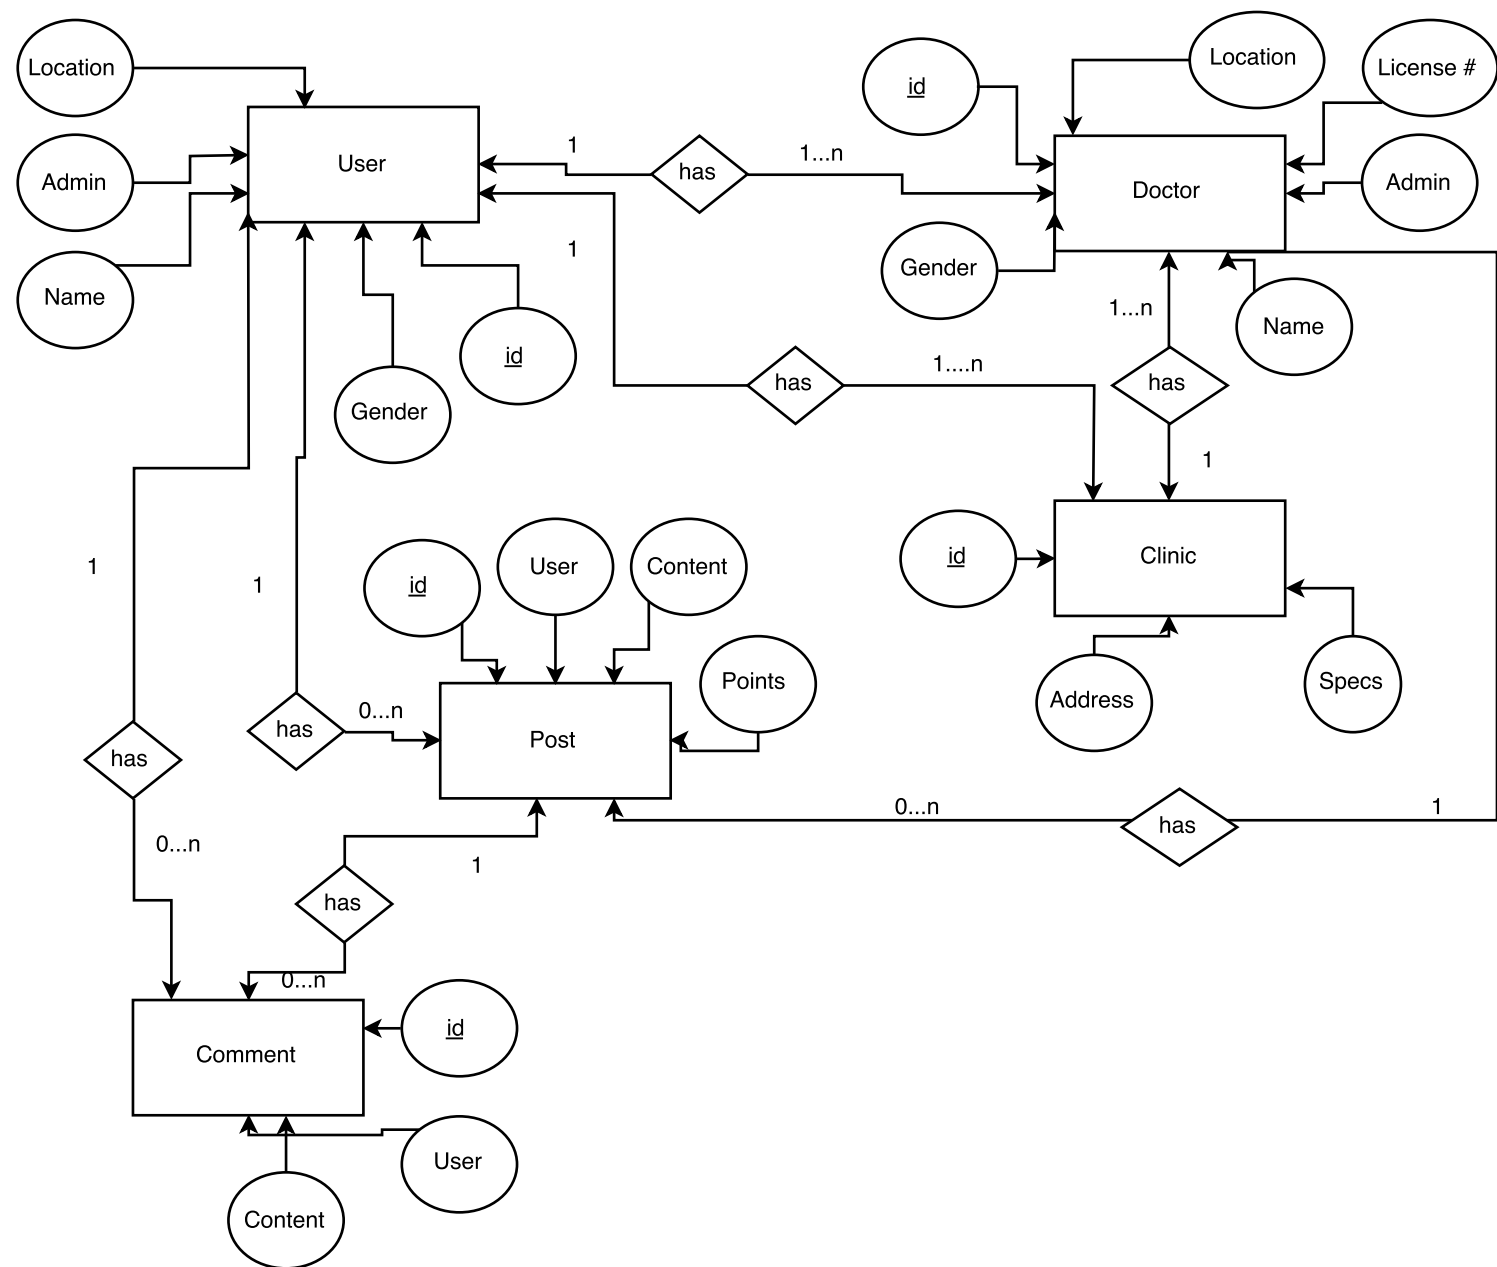 Location
Location
License #
id
1
1...n
User
has
Admin
Doctor
Admin
1
Gender
Name
1...n
Name
id
1....n
has
has
Gender
1
1
1
id
User
Content
id
Clinic
Points
Address
Specs
0...n
has
Post
has
0...n
1
has
0...n
1
has
0...n
id
Comment
User
Content